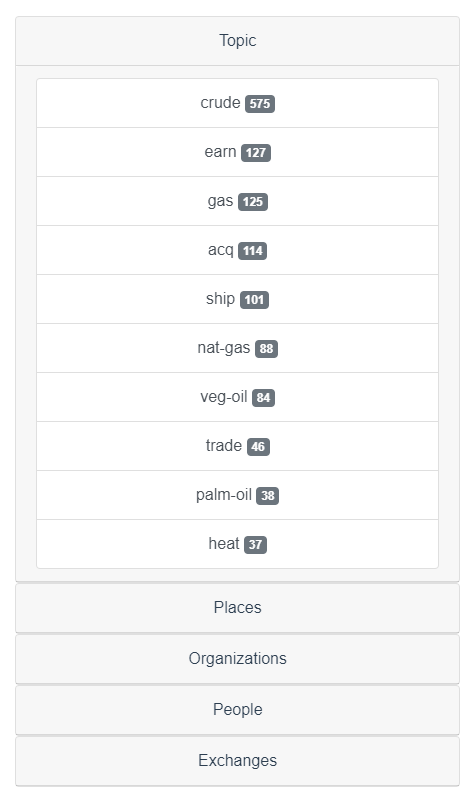 Topic
crude 575
earn 127
gas 125
acq 114
ship 101
nat-gas 88
veg-oil 84
trade 46
palm-oil 38
heat 37
Places
Organizations
People
Exchanges